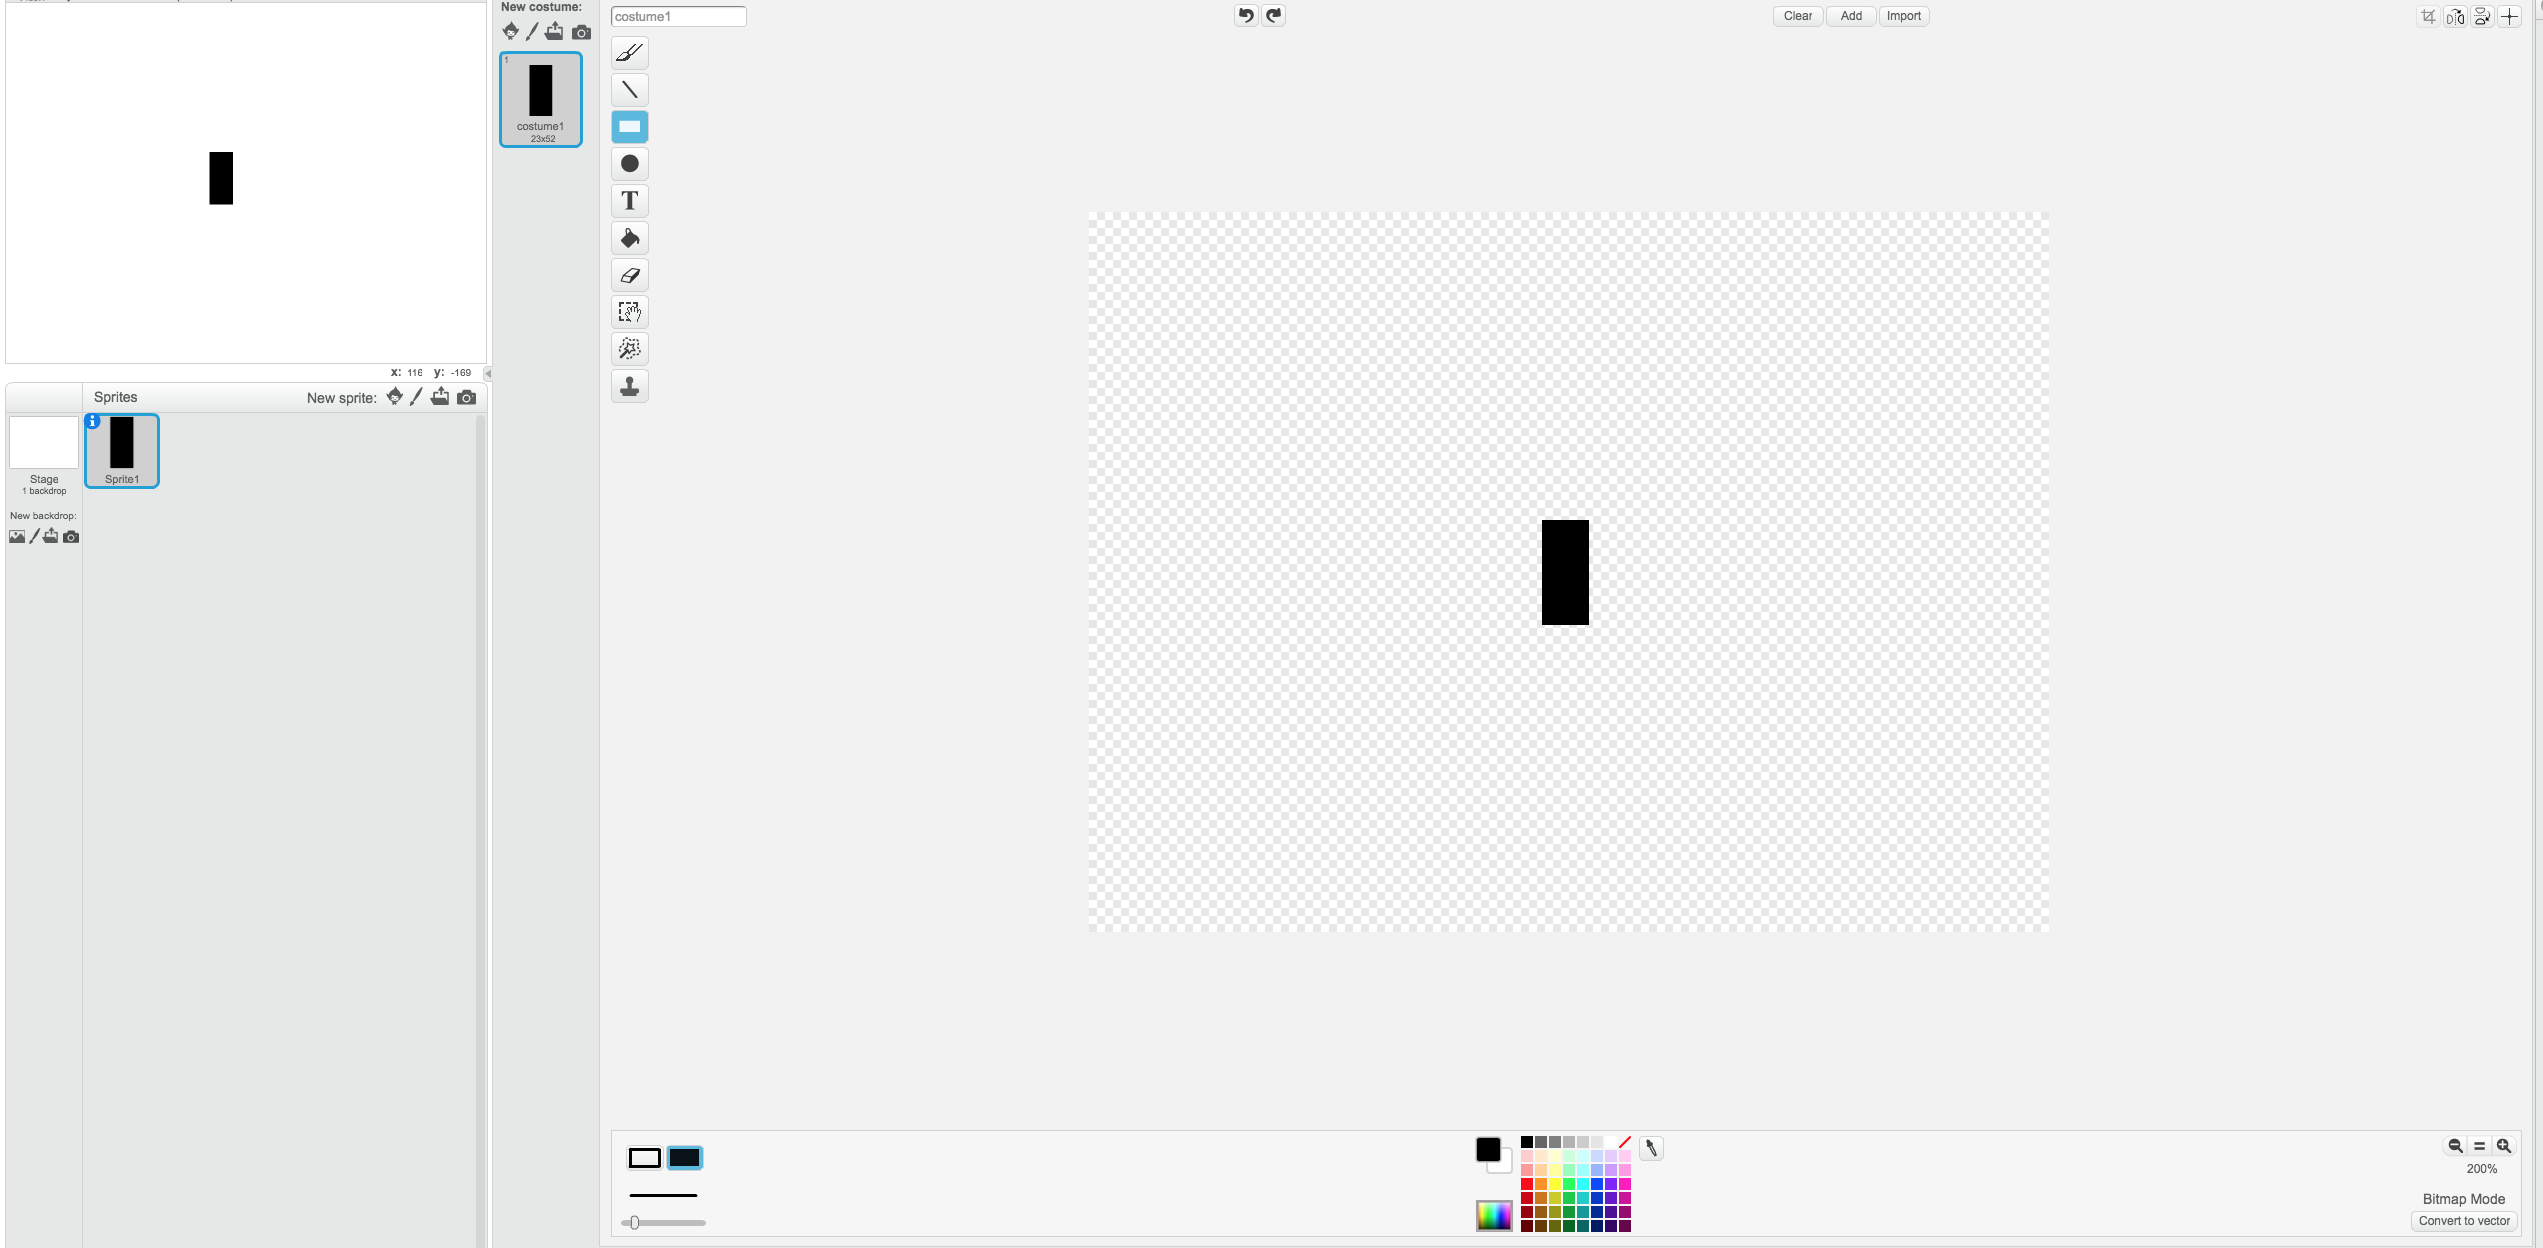 New costume:
costume1
Clear
Add
Import
1
costume1
23x52
T
x: 116 y: -169
Sprites
New sprite:
Stage
1 backdrop
Sprite1
New backdrop:
200%
Bitmap Mode
Convert to vector